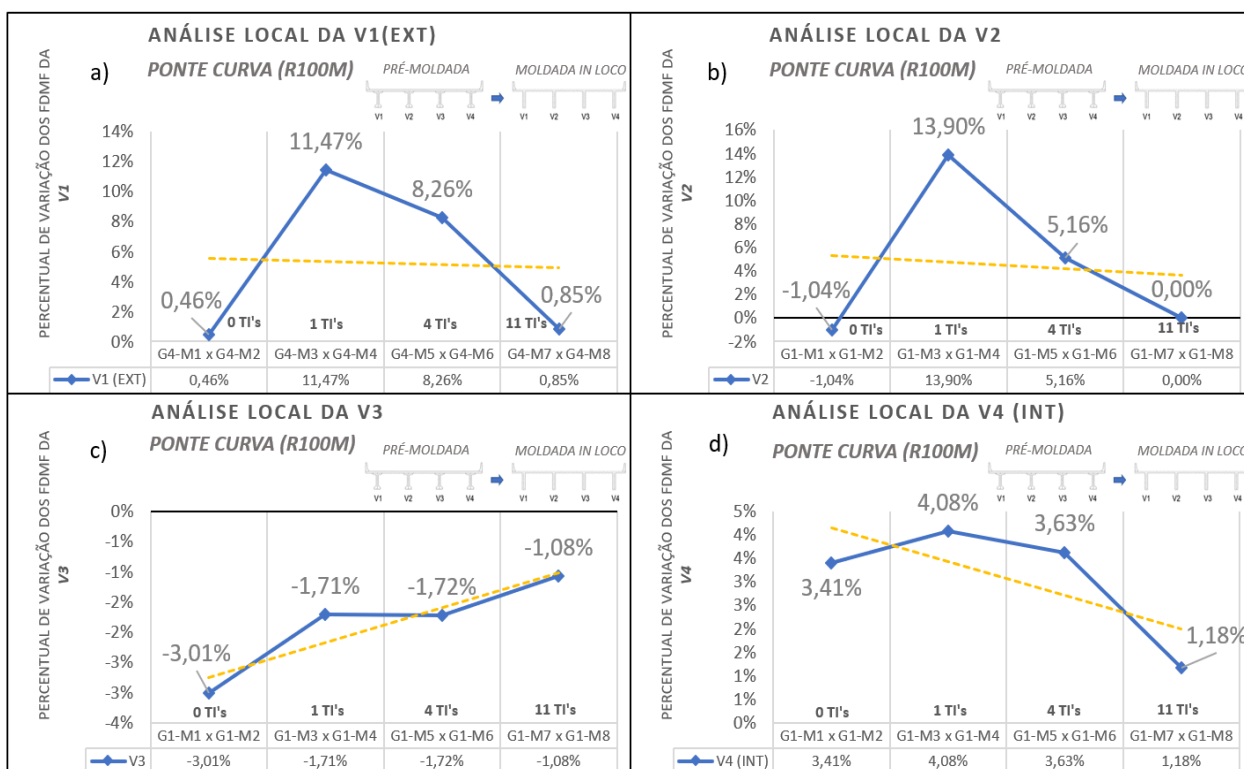 ANÁLISE LOCAL DA V1(EXT)
a)
PONTE CURVA (R100M)
PRÉ-MOLDADA
MOLDADA IN LOCO
V1 V2 V3 V4
V1 V2 V3 V4
PERCENTUAL DE VARIAÇÃO DOS FDMF DA
V1
14%
12%
10%
8%
6%
4%
2%
0%
0,46%
11,47%
8,26%
0,85%
0 TI's
1 TI's
4 TI's
11 TI's
G4-M1 x G4-M2
G4-M3 x G4-M4
G4-M5 x G4-M6
G4-M7 x G4-M8
V1 (EXT)
0,46%
11,47%
8,26%
0,85%
ANÁLISE LOCAL DA V2
b)
PONTE CURVA (R100M)
PRÉ-MOLDADA
MOLDADA IN LOCO
V1 V2 V3 V4
V1 V2 V3 V4
PERCENTUAL DE VARIAÇÃO DOS FDMF DA
V2
16%
14%
12%
10%
8%
6%
4%
2%
0%
-2%
-1,04%
13,90%
5,16%
0,00%
0 TI's
1 TI's
4 TI's
11 TI's
G1-M1 x G1-M2
G1-M3 x G1-M4
G1-M5 x G1-M6
G1-M7 x G1-M8
V2
-1,04%
13,90%
5,16%
0,00%
ANÁLISE LOCAL DA V3
c)
PONTE CURVA (R100M)
PRÉ-MOLDADA
MOLDADA IN LOCO
V1 V2 V3 V4
V1 V2 V3 V4
PERCENTUAL DE VARIAÇÃO DOS FDMF DA
V3
0%
-1%
-1%
-2%
-2%
-3%
-3%
-4%
-3,01%
-1,71%
-1,72%
-1,08%
0 TI's
1 TI's
4 TI's
11 TI's
G1-M1 x G1-M2
G1-M3 x G1-M4
G1-M5 x G1-M6
G1-M7 x G1-M8
V3
-3,01%
-1,71%
-1,72%
-1,08%
ANÁLISE LOCAL DA V4 (INT)
d)
PONTE CURVA (R100M)
PRÉ-MOLDADA
MOLDADA IN LOCO
V1 V2 V3 V4
V1 V2 V3 V4
PERCENTUAL DE VARIAÇÃO DOS FDMF DA
V4
5%
4%
4%
3%
3%
2%
2%
1%
1%
0%
3,41%
4,08%
3,63%
1,18%
0 TI's
1 TI's
4 TI's
11 TI's
G1-M1 x G1-M2
G1-M3 x G1-M4
G1-M5 x G1-M6
G1-M7 x G1-M8
V4 (INT)
3,41%
4,08%
3,63%
1,18%